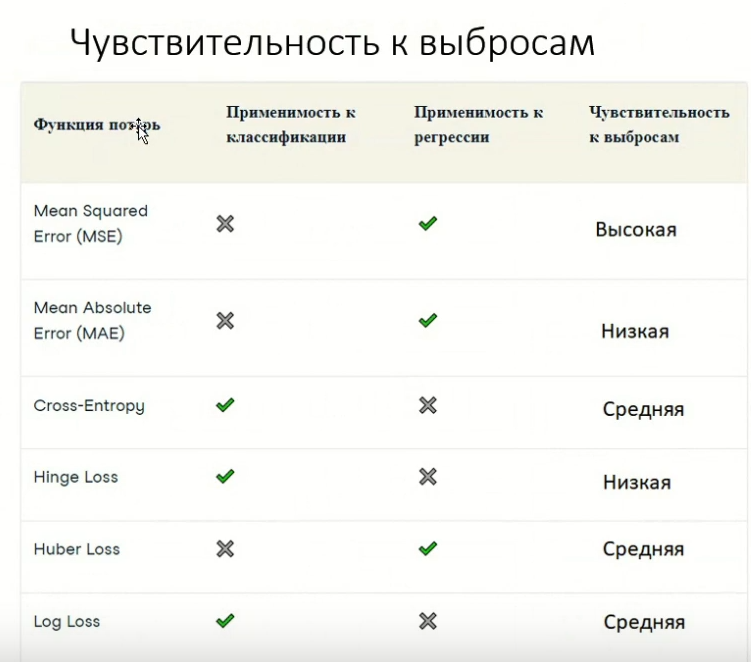 Чувствительность к выбросам
Функция потерь
Применимость к
классификации
Применимость к
регрессии
Чувствительность
к выбросам
Mean Squared
Error (MSE)
Высокая
Mean Absolute
Error (MAE)
Низкая
Cross-Entropy
Средняя
Hinge Loss
Низкая
Huber Loss
Средняя
Log Loss
Средняя